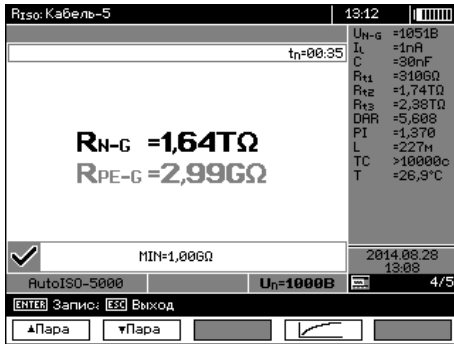 RISO: Кабель-5 13:12
tn=00:35
RN-G =1,64TΩ
RPE-G =2,99GΩ
MIN=1,00GΩ
UN-G =1051В
IL =1nA
C =30nF
Rt1 =310GΩ
Rt2 =1,74TΩ
Rt3 =2,38TΩ
DAR =5,608
PI =1,370
L =227м
TC >10000с
T =26,9°C
2014.08.28
13:08
AutoISO-5000 Un=1000В 4/5
ENTER Запись ESC Выход
▲Пара ▼Пара